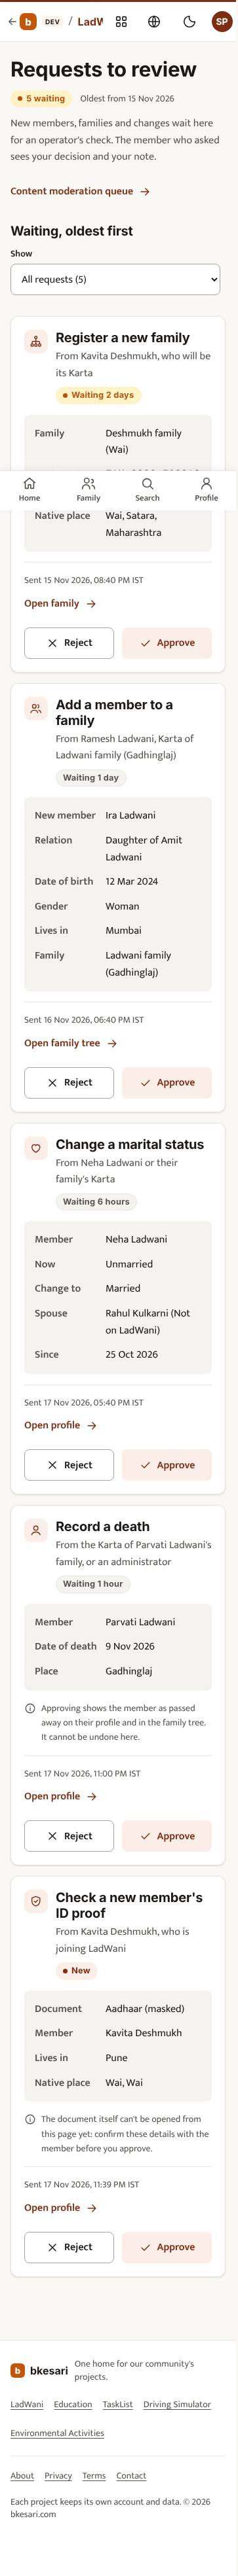 b DEV / LadW SP
Requests to review
5 waiting Oldest from 15 Nov 2026
New members, families and changes wait here
for an operator's check. The member who asked
sees your decision and why.
Content moderation queue →
Waiting, oldest first
Show
All requests (5)
Register a new family
From Kavita Deshmukh, who will be
its Karta
Waiting 2 days
Family Deshmukh family
(Wai)
Home Family Search Profile
Native place Wai, Satara,
Maharashtra
Sent 15 Nov 2026, 08:40 PM IST
Open family →
Reject Approve
Add a member to a
family
From Ramesh Ladwani, Karta of
Ladwani family (Gadhinglaj)
Waiting 1 day
New member Ira Ladwani
Relation Daughter of Amit
Ladwani
Date of birth 12 Mar 2024
Gender Woman
Lives in Mumbai
Family Ladwani family
(Gadhinglaj)
Sent 16 Nov 2026, 06:40 PM IST
Open family tree →
Reject Approve
Change a marital status
From Neha Ladwani or their
family's Karta
Waiting 6 hours
Member Neha Ladwani
Now Unmarried
Change to Married
Spouse Rahul Kulkarni (Not
on LadWani)
Since 25 Oct 2026
Sent 17 Nov 2026, 05:40 PM IST
Open profile →
Reject Approve
Record a death
From the Karta of Parvati Ladwani's
family, or an administrator
Waiting 1 hour
Member Parvati Ladwani
Date of death 9 Nov 2026
Place Gadhinglaj
Approving shows the member as passed
away on their profile and in the family tree.
It cannot be undone here.
Sent 17 Nov 2026, 11:00 PM IST
Open profile →
Reject Approve
Check a new member's
ID proof
From Kavita Deshmukh, who is
joining LadWani
New
Document Aadhaar (masked)
Member Kavita Deshmukh
Lives in Pune
Native place Wai, Wai
The document itself can't be opened from
this page yet: confirm these details with the
member before you approve.
Sent 17 Nov 2026, 11:39 PM IST
Open profile →
Reject Approve
b bkesari One home for our community's
projects.
LadWani Education TaskList Driving Simulator
Environmental Activities
About Privacy Terms Contact
Each project keeps its own account and data. © 2026
bkesari.com